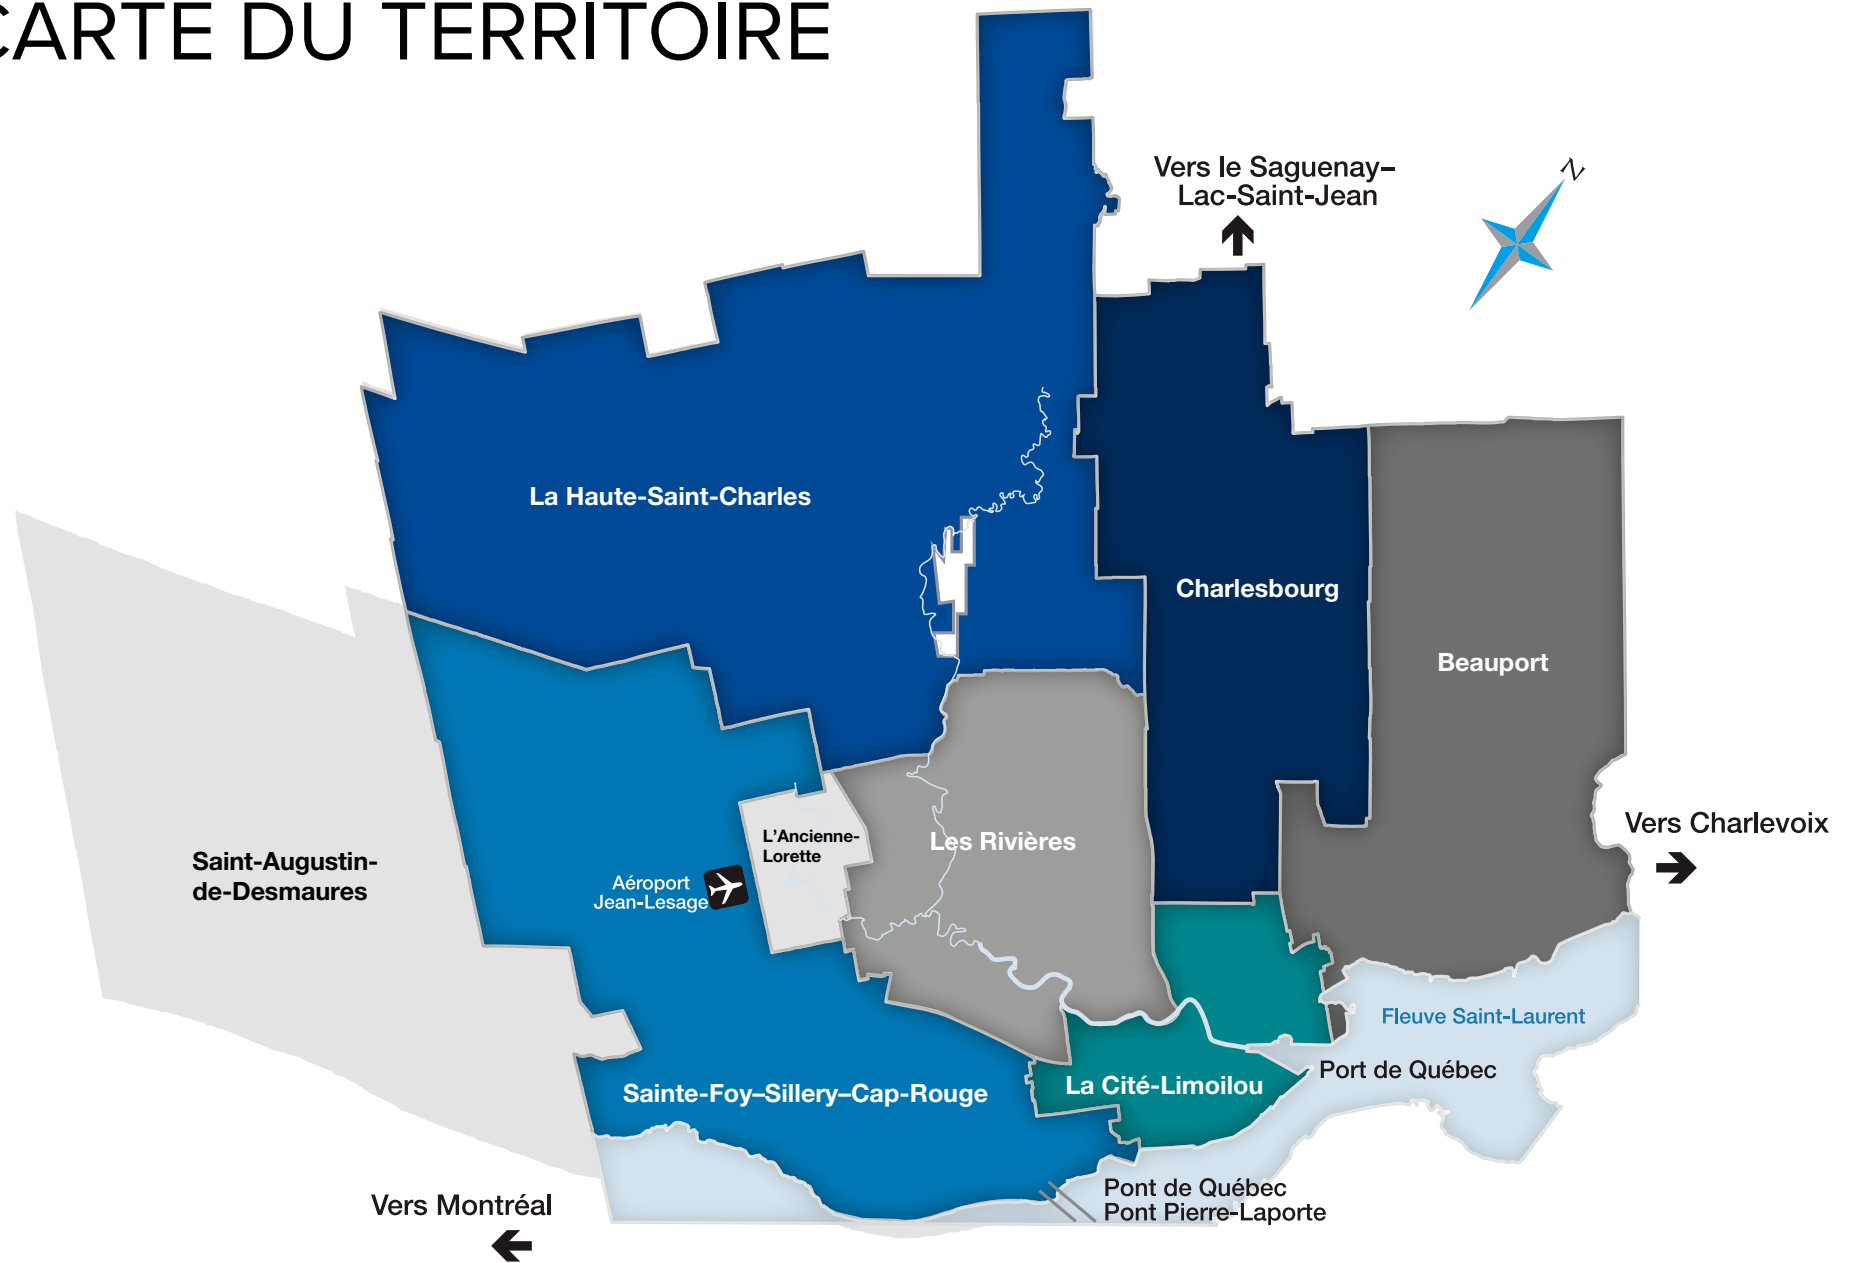 CARTE DU TERRITOIRE
Vers le Saguenay–
Lac-Saint-Jean
N
La Haute-Saint-Charles
Charlesbourg
Beauport
Vers Charlevoix
L'Ancienne-
Lorette
Les Rivières
Saint-Augustin-
de-Desmaures
Aéroport
Jean-Lesage
Fleuve Saint-Laurent
Port de Québec
La Cité-Limoilou
Sainte-Foy–Sillery–Cap-Rouge
Pont de Québec
Pont Pierre-Laporte
Vers Montréal